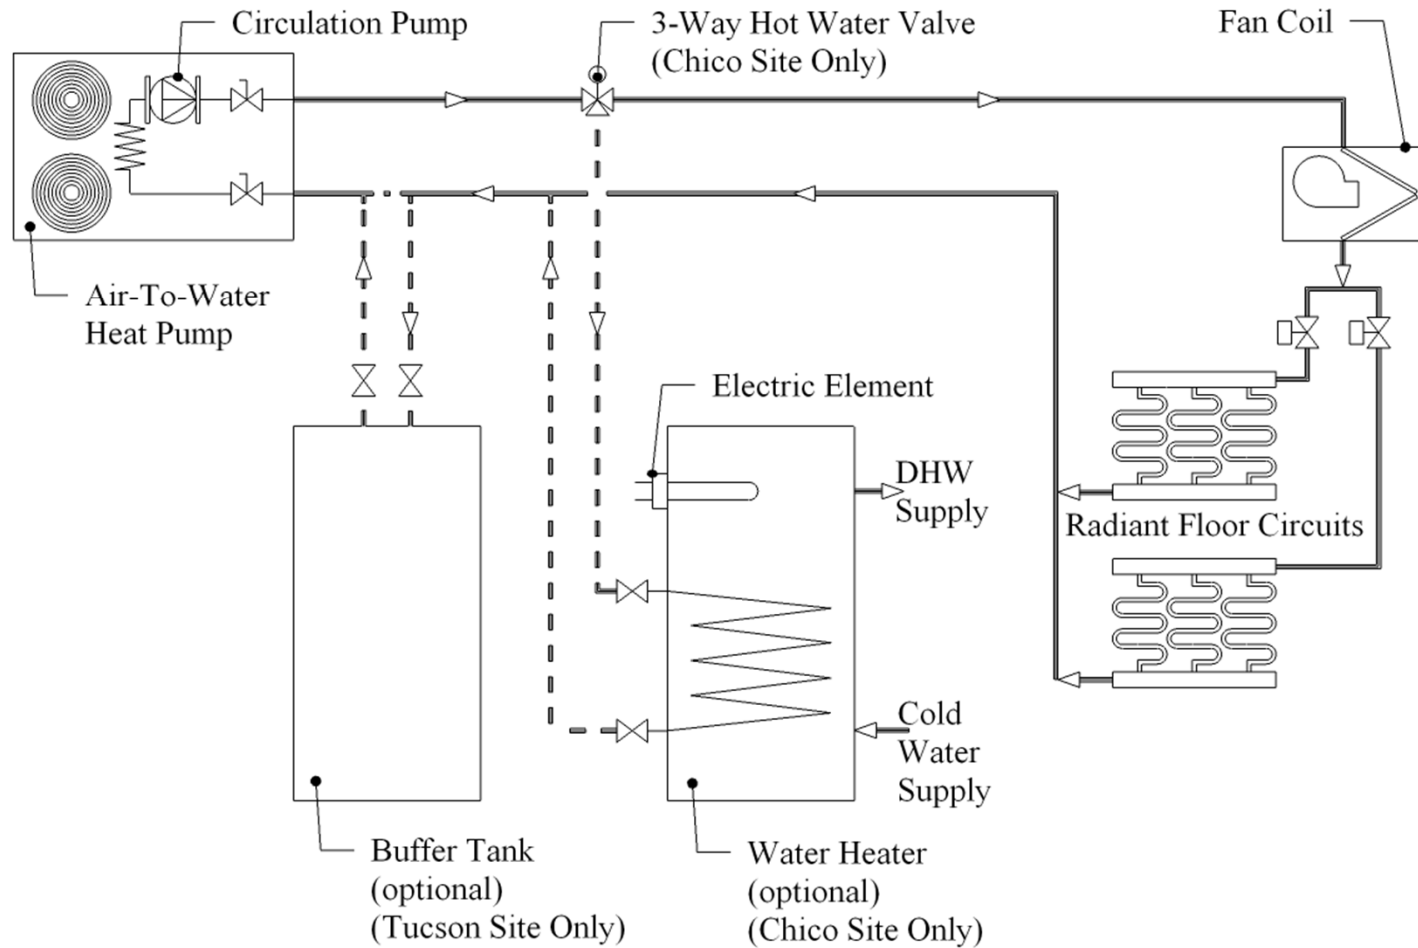 Circulation Pump
3-Way Hot Water Valve
(Chico Site Only)
Fan Coil
Air-To-Water
Heat Pump
Electric Element
DHW
Supply
Radiant Floor Circuits
Cold
Water
Supply
Buffer Tank
(optional)
(Tucson Site Only)
Water Heater
(optional)
(Chico Site Only)